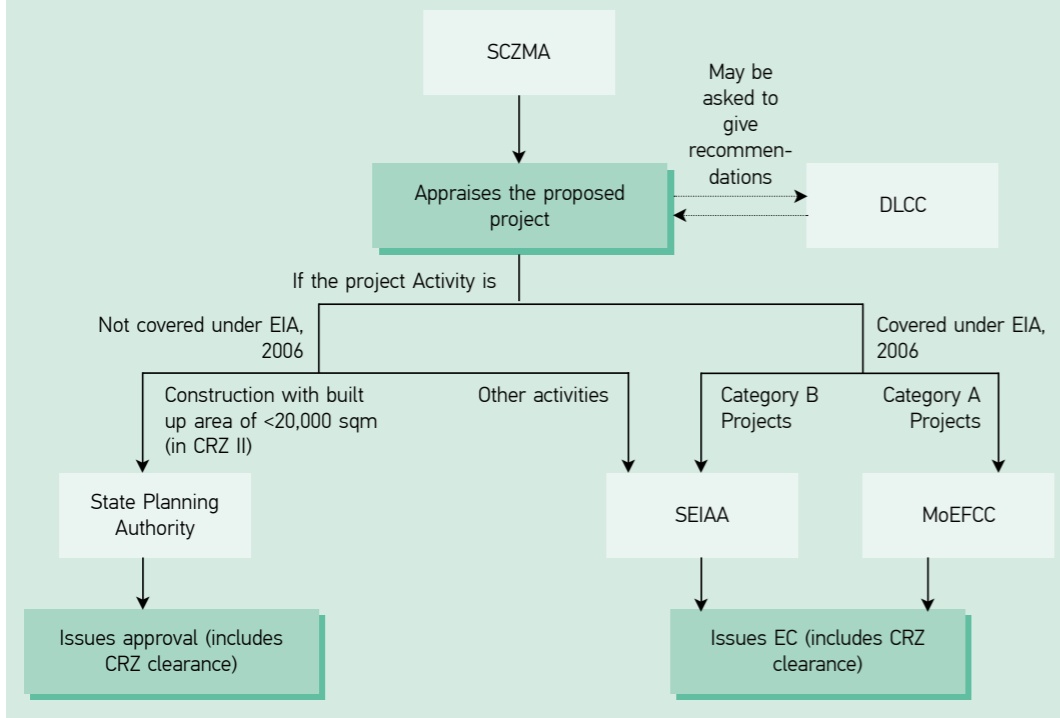 SCZMA
May be
asked to
give
recommen-
dations
Appraises the proposed
project
DLCC
If the project Activity is
Not covered under EIA,
2006
Covered under EIA,
2006
Construction with built
up area of <20,000 sqm
(in CRZ II)
Other activities
Category B
Projects
Category A
Projects
State Planning
Authority
SEIAA
MoEFCC
Issues approval (includes
CRZ clearance)
Issues EC (includes CRZ
clearance)